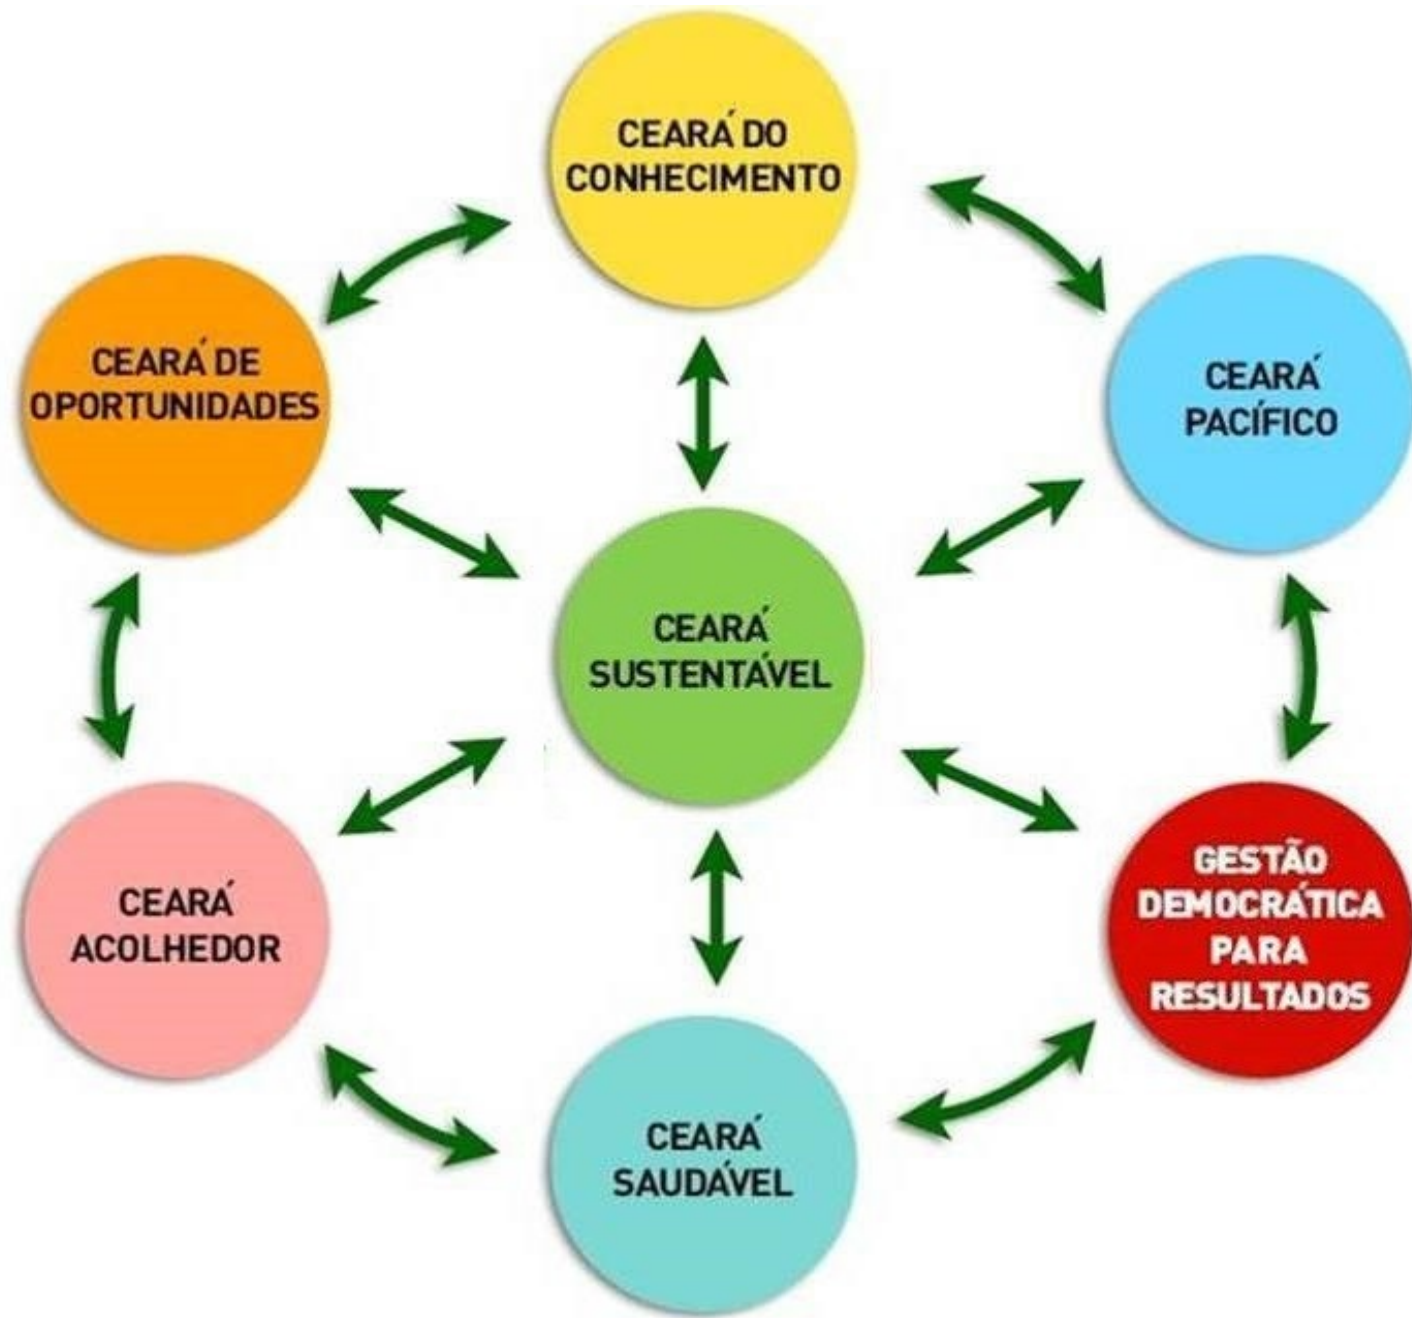 CEARÁ DO
CONHECIMENTO
CEARÁ DE
OPORTUNIDADES
CEARÁ
PACÍFICO
CEARÁ
SUSTENTÁVEL
CEARÁ
ACOLHEDOR
GESTÃO
DEMOCRÁTICA
PARA
RESULTADOS
CEARÁ
SAUDÁVEL